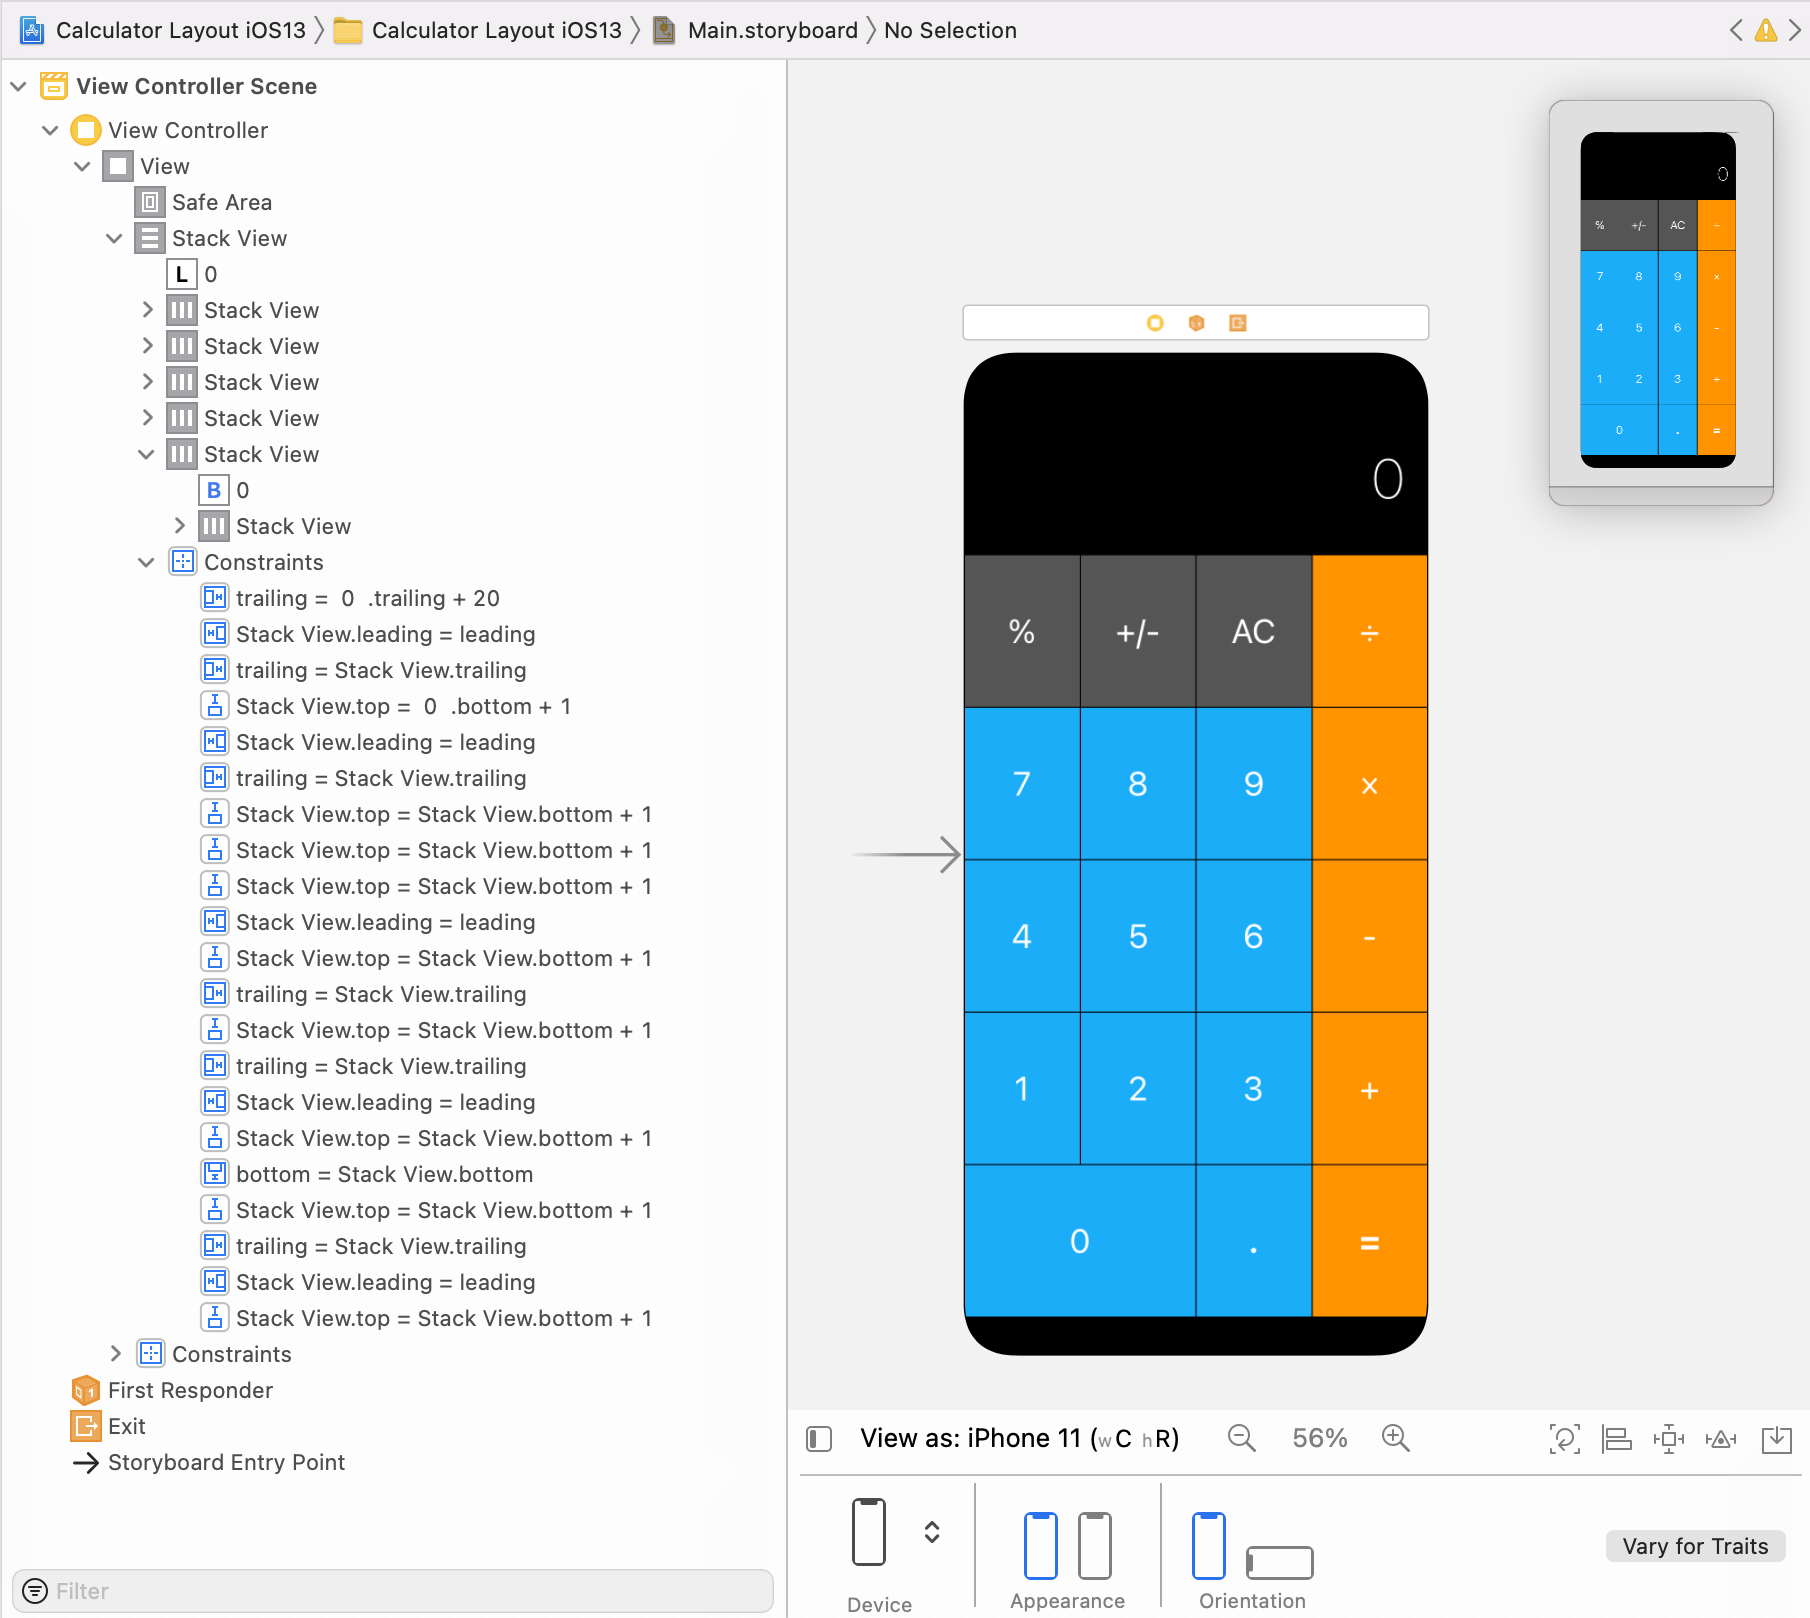 Calculator Layout iOS13 Calculator Layout iOS13 Main.storyboard No Selection
View Controller Scene
View Controller
View
Safe Area
Stack View
L 0
Stack View
Stack View
Stack View
Stack View
Stack View
B 0
Stack View
Constraints
trailing = 0 .trailing + 20
Stack View.leading = leading
trailing = Stack View.trailing
Stack View.top = 0 .bottom + 1
Stack View.leading = leading
trailing = Stack View.trailing
Stack View.top = Stack View.bottom + 1
Stack View.top = Stack View.bottom + 1
Stack View.top = Stack View.bottom + 1
Stack View.leading = leading
Stack View.top = Stack View.bottom + 1
trailing = Stack View.trailing
Stack View.top = Stack View.bottom + 1
trailing = Stack View.trailing
Stack View.leading = leading
Stack View.top = Stack View.bottom + 1
bottom = Stack View.bottom
Stack View.top = Stack View.bottom + 1
trailing = Stack View.trailing
Stack View.leading = leading
Stack View.top = Stack View.bottom + 1
Constraints
First Responder
Exit
Storyboard Entry Point
Filter
0
% +/- AC ÷
7 8 9 ×
4 5 6 -
1 2 3 +
0 . =
0
% +/- AC ÷
7 8 9 ×
4 5 6 -
1 2 3 +
0 . =
View as: iPhone 11 (wC hR) 56%
Device
Appearance
Orientation
Vary for Traits